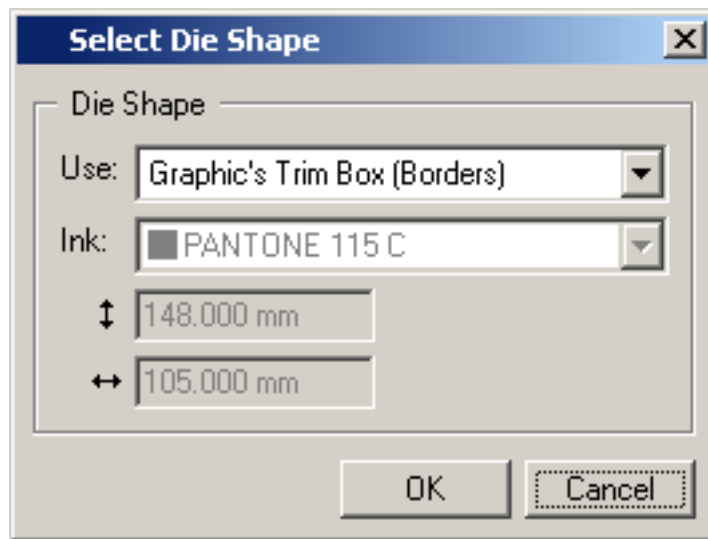 Select Die Shape
Die Shape
Use: Graphic's Trim Box (Borders)
Ink: PANTONE 115 C
148.000 mm
105.000 mm
OK Cancel